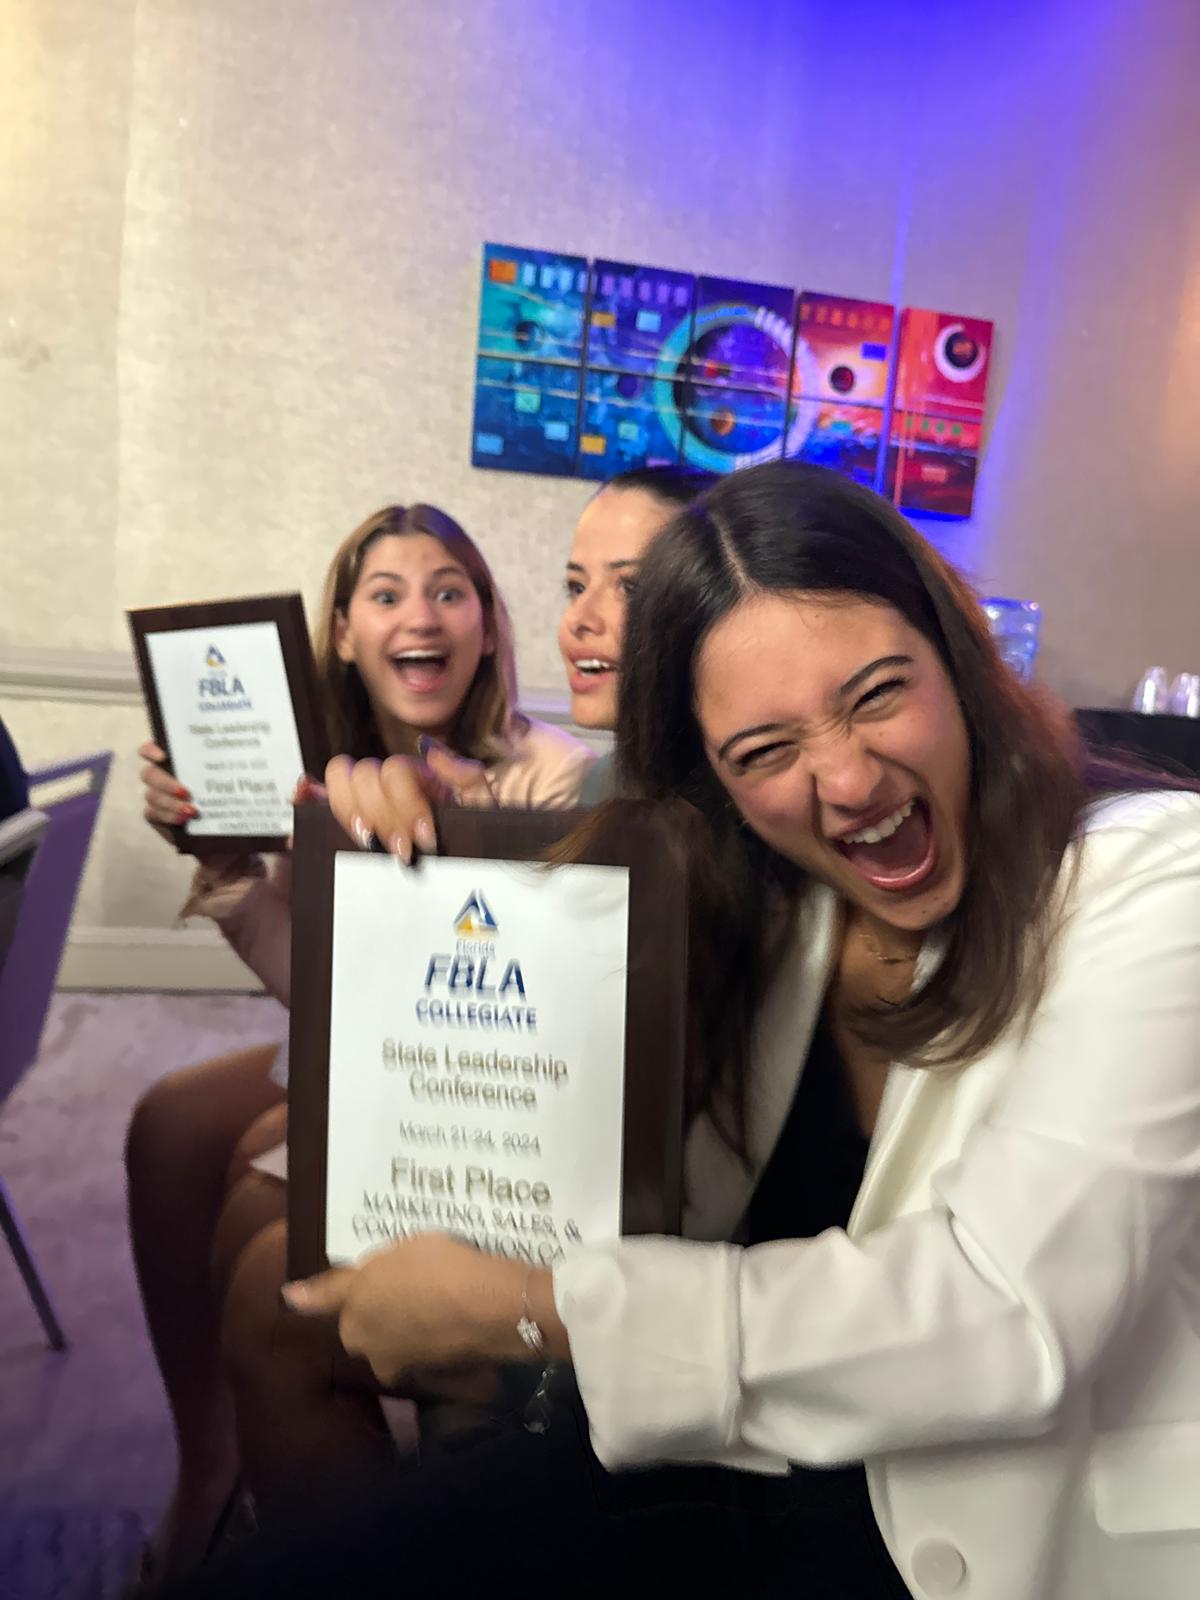 Florida
FBLA
COLLEGIATE
State Leadership
Conference
March 21-24, 2024
First Place
MARKETING, SALES, &
FBLA
COLLEGIATE
State Leadership
Conference
First Place